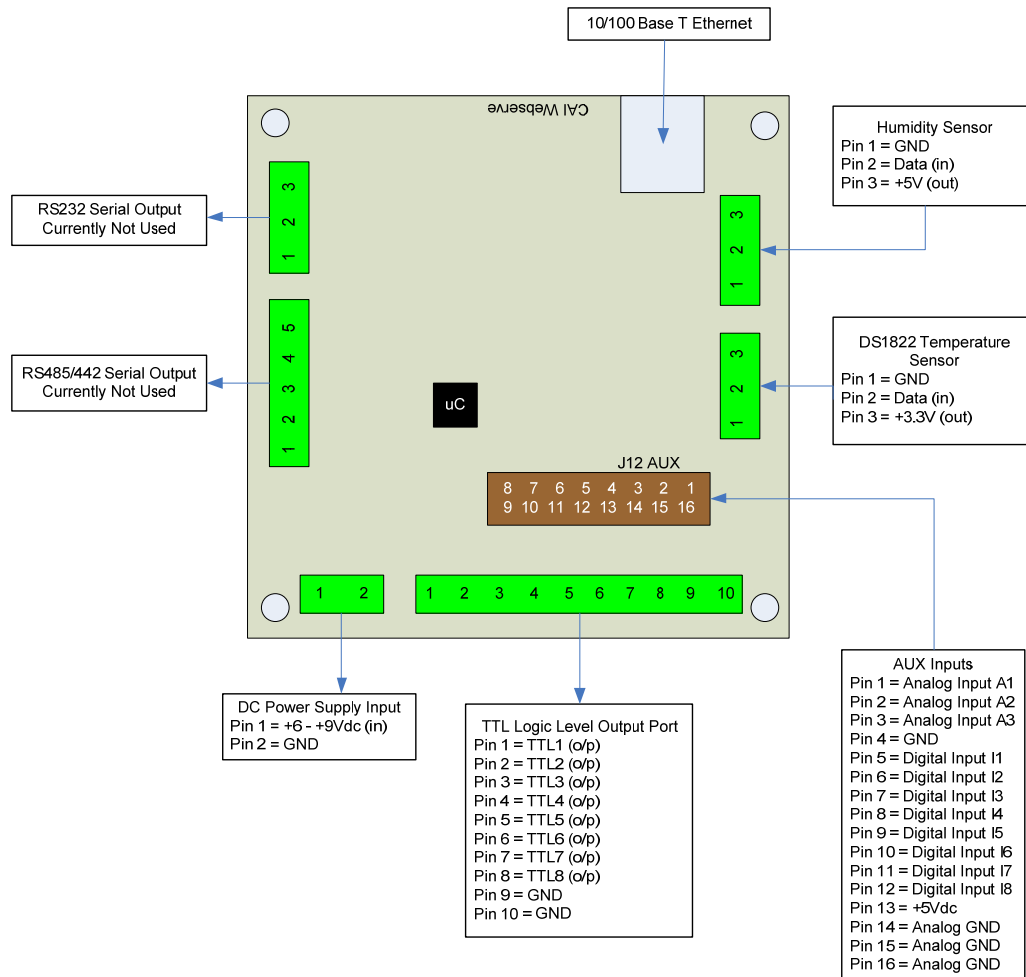 10/100 Base T Ethernet
CAI Webserve
Humidity Sensor
Pin 1 = GND
Pin 2 = Data (in)
Pin 3 = +5V (out)
3
2
1
RS232 Serial Output
Currently Not Used
3
2
1
5
4
3
2
1
RS485/442 Serial Output
Currently Not Used
DS1822 Temperature
Sensor
Pin 1 = GND
Pin 2 = Data (in)
Pin 3 = +3.3V (out)
3
2
1
uC
J12 AUX
8 7 6 5 4 3 2 1
9 10 11 12 13 14 15 16
1 2
1 2 3 4 5 6 7 8 9 10
DC Power Supply Input
Pin 1 = +6 - +9Vdc (in)
Pin 2 = GND
TTL Logic Level Output Port
Pin 1 = TTL1 (o/p)
Pin 2 = TTL2 (o/p)
Pin 3 = TTL3 (o/p)
Pin 4 = TTL4 (o/p)
Pin 5 = TTL5 (o/p)
Pin 6 = TTL6 (o/p)
Pin 7 = TTL7 (o/p)
Pin 8 = TTL8 (o/p)
Pin 9 = GND
Pin 10 = GND
AUX Inputs
Pin 1 = Analog Input A1
Pin 2 = Analog Input A2
Pin 3 = Analog Input A3
Pin 4 = GND
Pin 5 = Digital Input I1
Pin 6 = Digital Input I2
Pin 7 = Digital Input I3
Pin 8 = Digital Input I4
Pin 9 = Digital Input I5
Pin 10 = Digital Input I6
Pin 11 = Digital Input I7
Pin 12 = Digital Input I8
Pin 13 = +5Vdc
Pin 14 = Analog GND
Pin 15 = Analog GND
Pin 16 = Analog GND